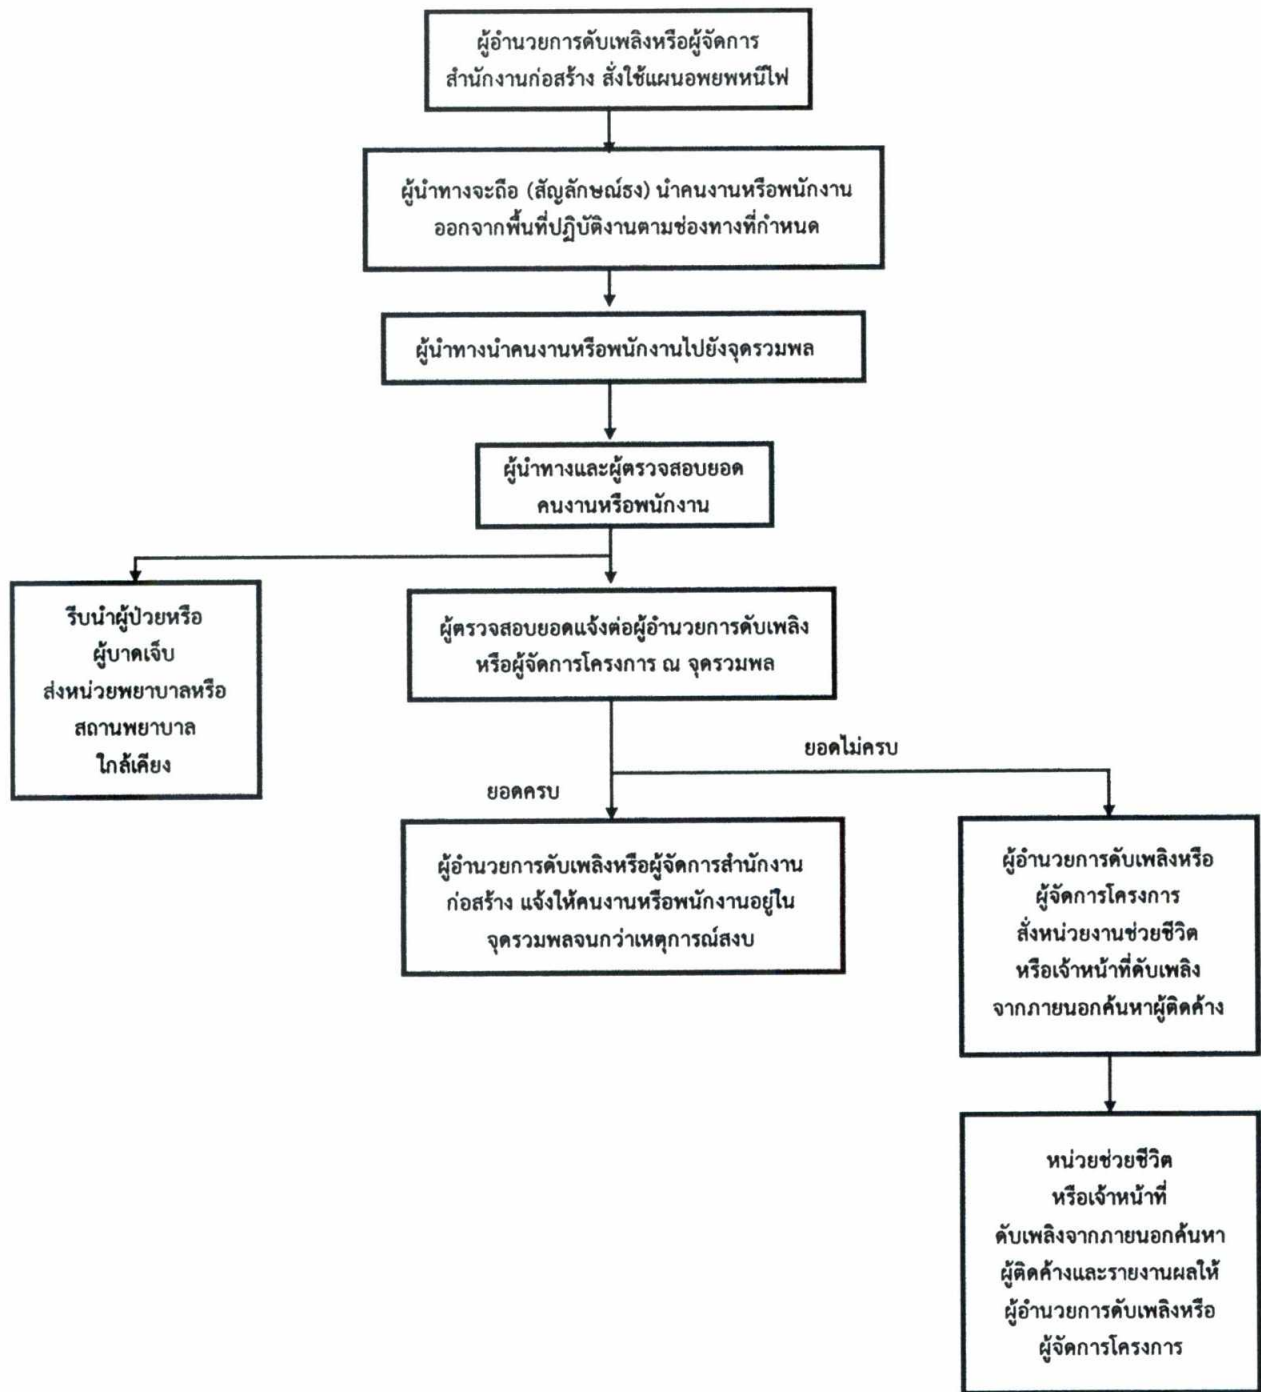 ผู้อำนวยการดับเพลิงหรือผู้จัดการ
สำนักงานก่อสร้าง สั่งใช้แผนอพยพหนีไฟ
ผู้นำทางจะถือ (สัญลักษณ์ธง) นำคนงานหรือพนักงาน
ออกจากพื้นที่ปฏิบัติงานตามช่องทางที่กำหนด
ผู้นำทางนำคนงานหรือพนักงานไปยังจุดรวมพล
ผู้นำทางและผู้ตรวจสอบยอด
คนงานหรือพนักงาน
รีบนำผู้ป่วยหรือ
ผู้บาดเจ็บ
ส่งหน่วยพยาบาลหรือ
สถานพยาบาล
ใกล้เคียง
ผู้ตรวจสอบยอดแจ้งต่อผู้อำนวยการดับเพลิง
หรือผู้จัดการโครงการ ณ จุดรวมพล
ยอดไม่ครบ
ยอดครบ
ผู้อำนวยการดับเพลิงหรือผู้จัดการสำนักงาน
ก่อสร้าง แจ้งให้คนงานหรือพนักงานอยู่ใน
จุดรวมพลจนกว่าเหตุการณ์สงบ
ผู้อำนวยการดับเพลิงหรือ
ผู้จัดการโครงการ
สั่งหน่วยงานช่วยชีวิต
หรือเจ้าหน้าที่ดับเพลิง
จากภายนอกค้นหาผู้ติดค้าง
หน่วยช่วยชีวิต
หรือเจ้าหน้าที่
ดับเพลิงจากภายนอกค้นหา
ผู้ติดค้างและรายงานผลให้
ผู้อำนวยการดับเพลิงหรือ
ผู้จัดการโครงการ